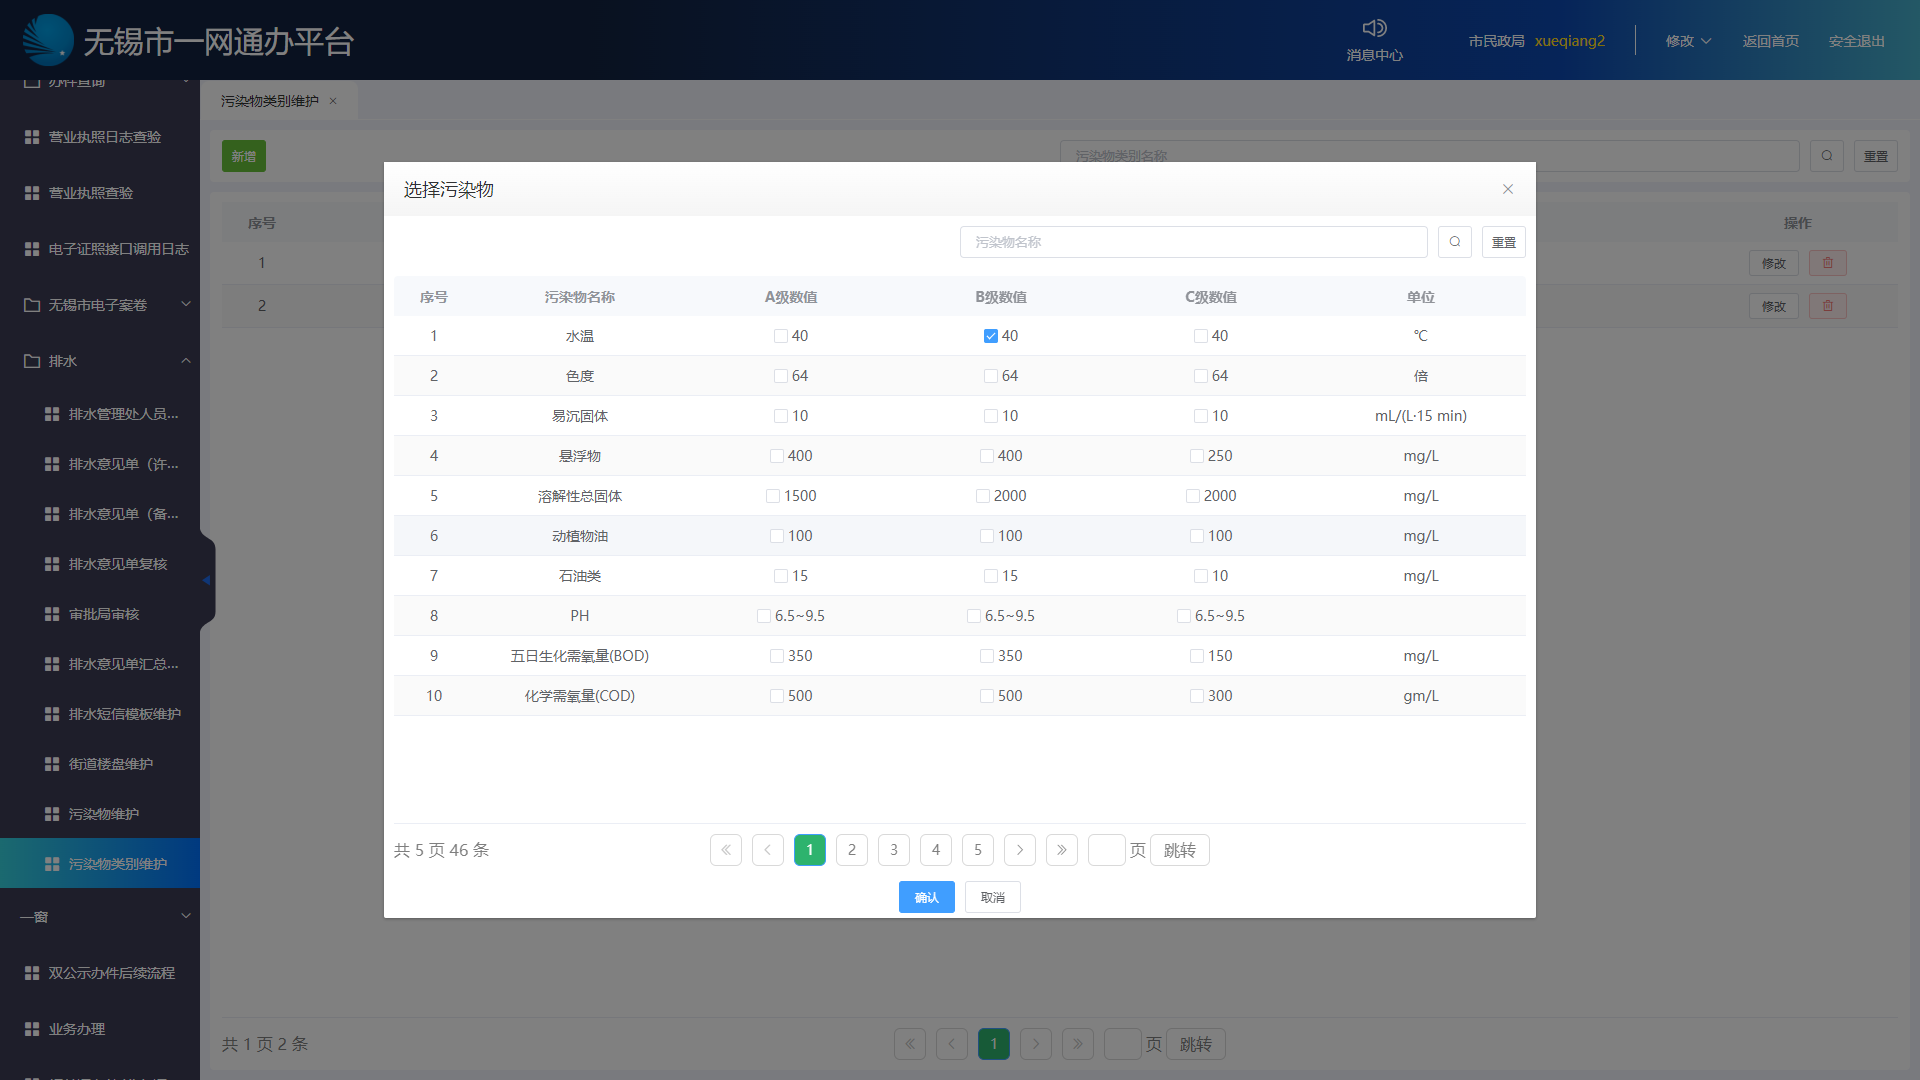 无锡市一网通办平台
消息中心
市民政局 xueqiang2
修改
返回首页
安全退出
办件查询
营业执照日志查验
营业执照查验
电子证照接口调用日志
无锡市电子案卷
排水
排水管理处人员...
排水意见单（许...
排水意见单（备...
排水意见单复核
审批局审核
排水意见单汇总...
排水短信模板维护
街道楼盘维护
污染物维护
污染物类别维护
一窗
双公示办件后续流程
业务办理
污染物类别维护
新增
污染物类别名称
重置
序号 操作
1 修改
2 修改
选择污染物
污染物名称
重置
序号 污染物名称 A级数值 B级数值 C级数值 单位
1 水温 40 40 40 ℃
2 色度 64 64 64 倍
3 易沉固体 10 10 10 mL/(L·15 min)
4 悬浮物 400 400 250 mg/L
5 溶解性总固体 1500 2000 2000 mg/L
6 动植物油 100 100 100 mg/L
7 石油类 15 15 10 mg/L
8 PH 6.5~9.5 6.5~9.5 6.5~9.5
9 五日生化需氧量(BOD) 350 350 150 mg/L
10 化学需氧量(COD) 500 500 300 gm/L
共 5 页 46 条
1 2 3 4 5 页 跳转
确认 取消
共 1 页 2 条
1 页 跳转